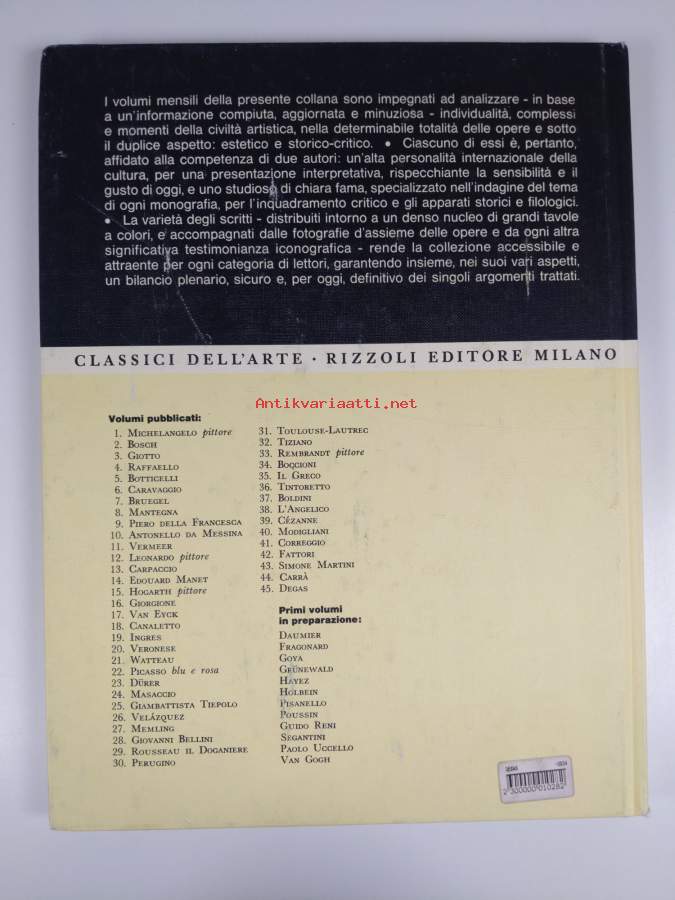 I volumi mensili della presente collana sono impegnati ad analizzare - in base
a un'informazione compiuta, aggiornata e minuziosa - individualità, complessi
e momenti della civiltà artistica, nella determinabile totalità delle opere e sotto
il duplice aspetto: estetico e storico-critico. • Ciascuno di essi è, pertanto,
affidato alla competenza di due autori: un'alta personalità internazionale della
cultura, per una presentazione interpretativa, rispecchiante la sensibilità e il
gusto di oggi, e uno studioso di chiara fama, specializzato nell'indagine del tema
di ogni monografia, per l'inquadramento critico e gli apparati storici e filologici.
• La varietà degli scritti - distribuiti intorno a un denso nucleo di grandi tavole
a colori, e accompagnati dalle fotografie d'assieme delle opere e da ogni altra
significativa testimonianza iconografica - rende la collezione accessibile e
attraente per ogni categoria di lettori, garantendo insieme, nei suoi vari aspetti,
un bilancio plenario, sicuro e, per oggi, definitivo dei singoli argomenti trattati.
CLASSICI DELL'ARTE · RIZZOLI EDITORE MILANO
Antikvariaatti.net
Volumi pubblicati:
1. MICHELANGELO pittore
2. BOSCH
3. GIOTTO
4. RAFFAELLO
5. BOTTICELLI
6. CARAVAGGIO
7. BRUEGEL
8. MANTEGNA
9. PIERO DELLA FRANCESCA
10. ANTONELLO DA MESSINA
11. VERMEER
12. LEONARDO pittore
13. CARPACCIO
14. EDOUARD MANET
15. HOGARTH pittore
16. GIORGIONE
17. VAN EYCK
18. CANALETTO
19. INGRES
20. VERONESE
21. WATTEAU
22. PICASSO blu e rosa
23. DÜRER
24. MASACCIO
25. GIAMBATTISTA TIEPOLO
26. VELÁZQUEZ
27. MEMLING
28. GIOVANNI BELLINI
29. ROUSSEAU IL DOGANIERE
30. PERUGINO
31. TOULOUSE-LAUTREC
32. TIZIANO
33. REMBRANDT pittore
34. BOCCIONI
35. IL GRECO
36. TINTORETTO
37. BOLDINI
38. L'ANGELICO
39. CÉZANNE
40. MODIGLIANI
41. CORREGGIO
42. FATTORI
43. SIMONE MARTINI
44. CARRÀ
45. DEGAS
Primi volumi
in preparazione:
DAUMIER
FRAGONARD
GOYA
GRÜNEWALD
HAYEZ
HOLBEIN
PISANELLO
POUSSIN
GUIDO RENI
SEGANTINI
PAOLO UCCELLO
VAN GOGH
2 300000 010282